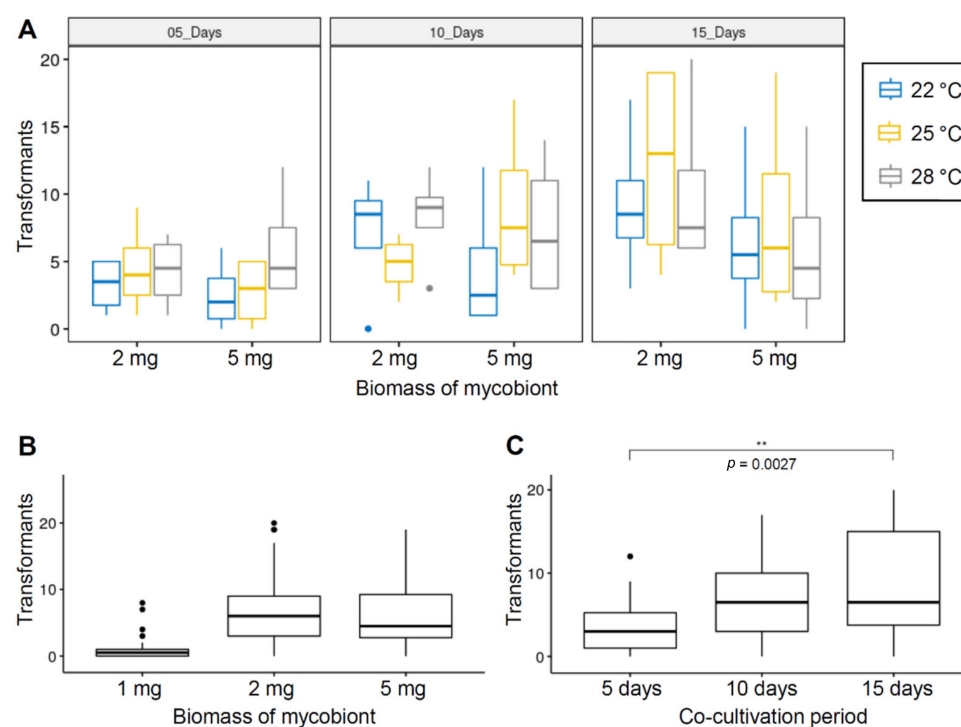 A
05_Days 10_Days 15_Days
22 °C
25 °C
28 °C
Transformants
20
15
10
5
0
2 mg 5 mg 2 mg 5 mg 2 mg 5 mg
Biomass of mycobiont
B
Transformants
20
10
0
1 mg 2 mg 5 mg
Biomass of mycobiont
C
**
p = 0.0027
Transformants
20
10
0
5 days 10 days 15 days
Co-cultivation period